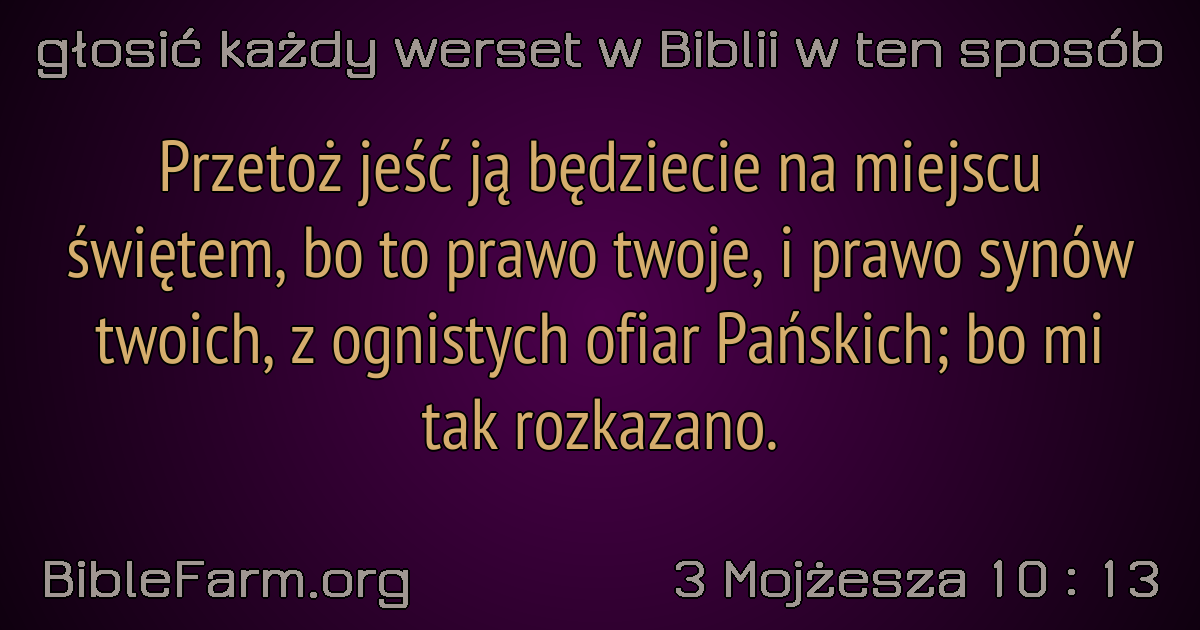 głosić każdy werset w Biblii w ten sposób
Przetoż jeść ją będziecie na miejscu
świętem, bo to prawo twoje, i prawo synów
twoich, z ognistych ofiar Pańskich; bo mi
tak rozkazano.
BibleFarm.org
3 Mojżesza 10 : 13